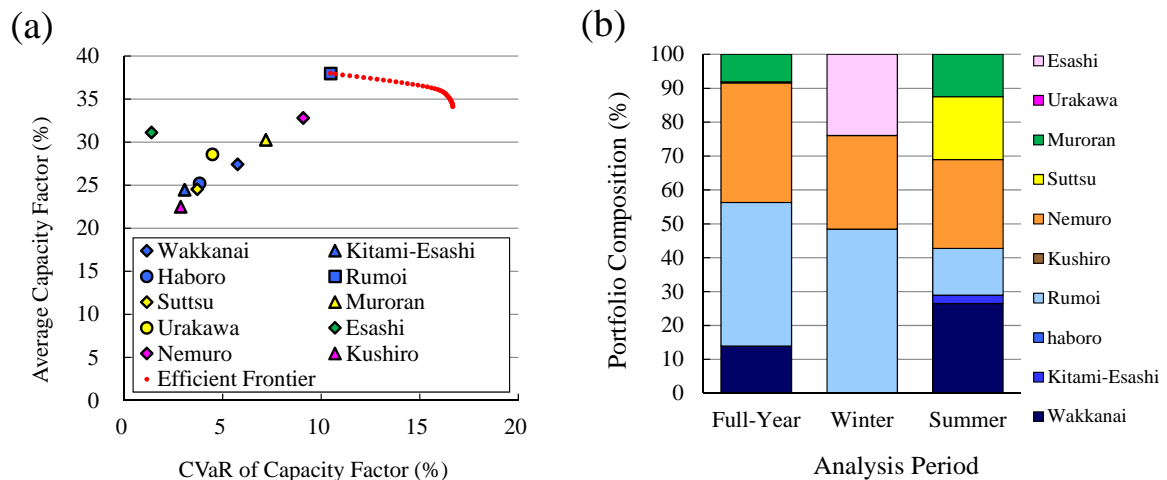 (a)
40
35
30
25
20
15
10
5
0
Average Capacity Factor (%)
Wakkanai
Kitami-Esashi
Haboro
Rumoi
Suttsu
Muroran
Urakawa
Esashi
Nemuro
Kushiro
Efficient Frontier
0
5
10
15
20
CVaR of Capacity Factor (%)
(b)
100
90
80
70
60
50
40
30
20
10
0
Portfolio Composition (%)
Full-Year
Winter
Summer
Analysis Period
Esashi
Urakawa
Muroran
Suttsu
Nemuro
Kushiro
Rumoi
haboro
Kitami-Esashi
Wakkanai